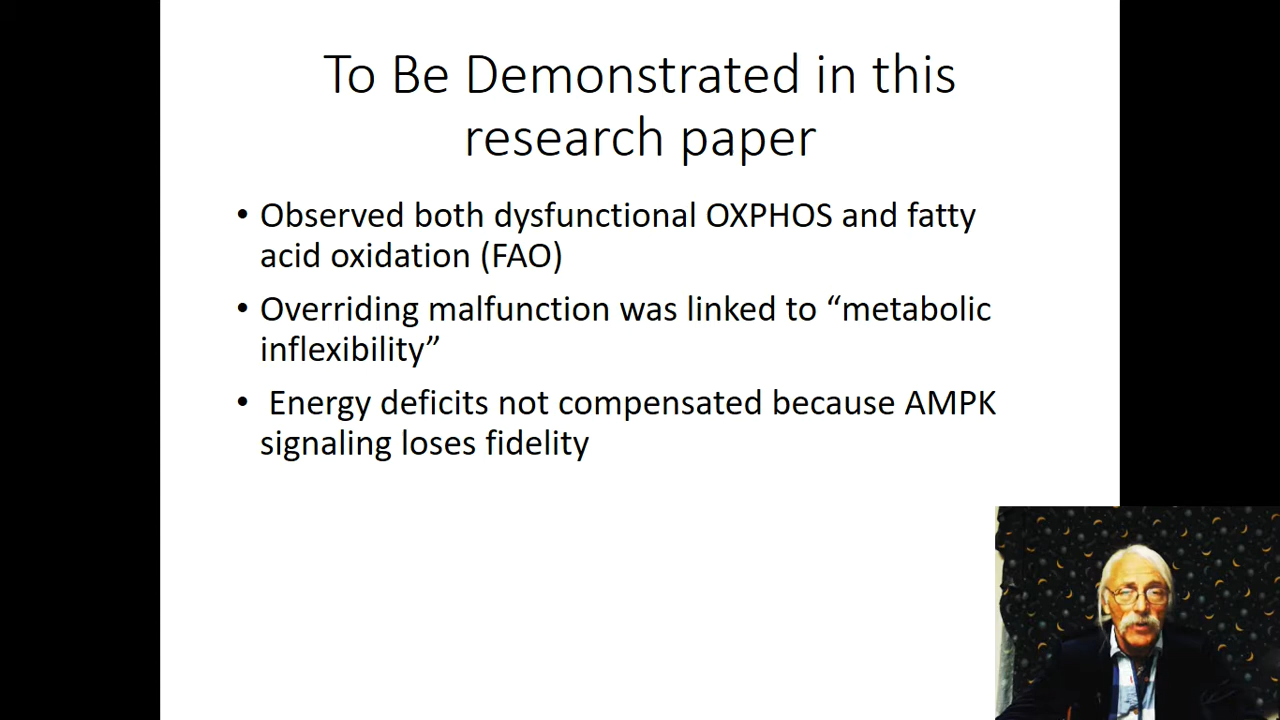 To Be Demonstrated in this
research paper
• Observed both dysfunctional OXPHOS and fatty
acid oxidation (FAO)
• Overriding malfunction was linked to “metabolic
inflexibility”
• Energy deficits not compensated because AMPK
signaling loses fidelity